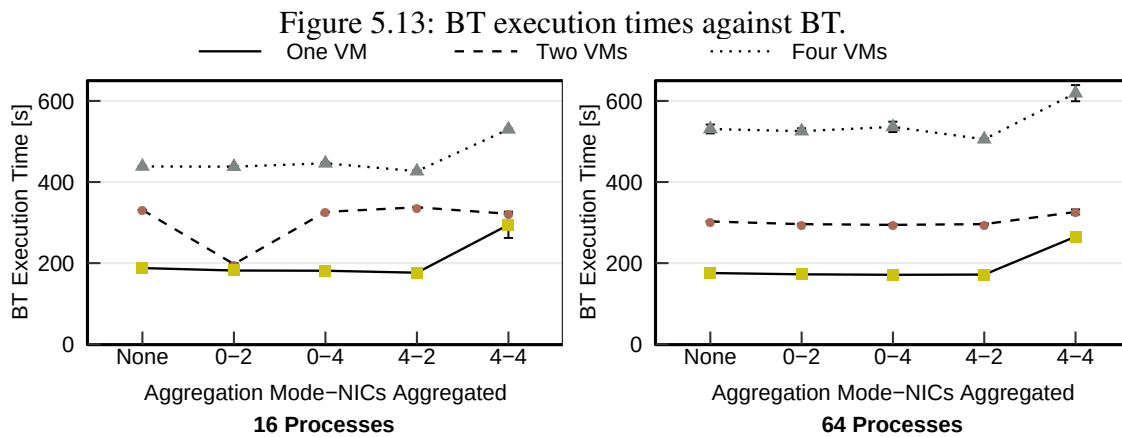 Figure 5.13: BT execution times against BT.
One VM Two VMs Four VMs
BT Execution Time [s]
600
400
200
0
None 0−2 0−4 4−2 4−4
Aggregation Mode−NICs Aggregated
16 Processes
BT Execution Time [s]
600
400
200
0
None 0−2 0−4 4−2 4−4
Aggregation Mode−NICs Aggregated
64 Processes